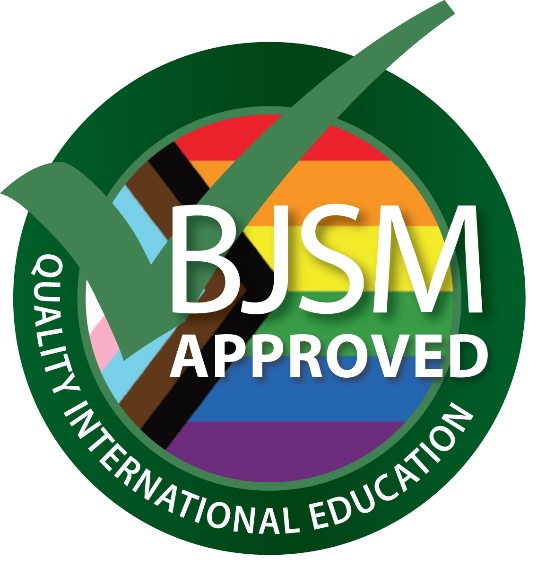 BJSM
APPROVED
QUALITY INTERNATIONAL EDUCATION